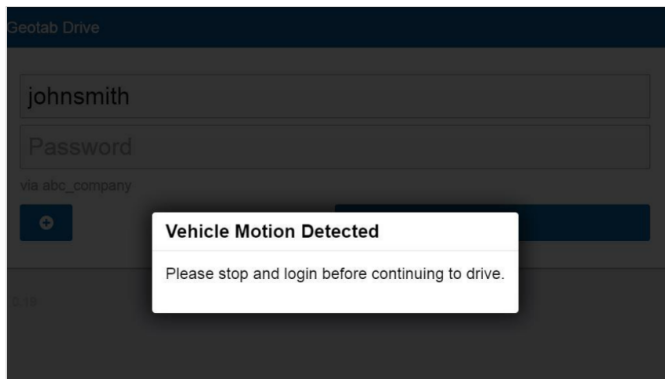 Geotab Drive
johnsmith
Password
via abc_company
Vehicle Motion Detected
Please stop and login before continuing to drive.